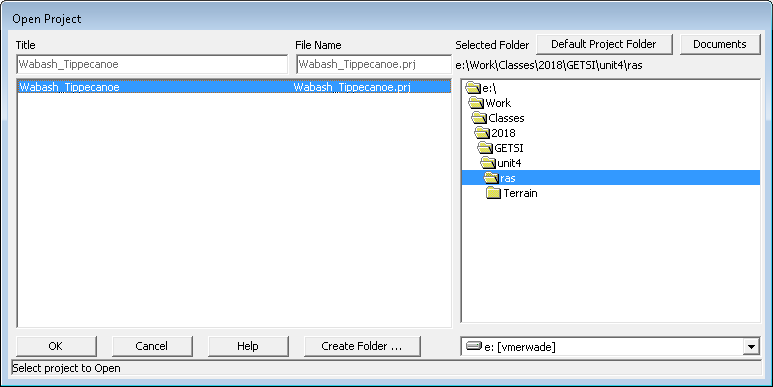 Open Project
Title
File Name
Selected Folder
Default Project Folder
Documents
Wabash_Tippecanoe
Wabash_Tippecanoe.prj
e:\Work\Classes\2018\GETSI\unit4\ras
Wabash_Tippecanoe
Wabash_Tippecanoe.prj
e:\
Work
Classes
2018
GETSI
unit4
ras
Terrain
OK
Cancel
Help
Create Folder ...
e: [vmerwade]
Select project to Open